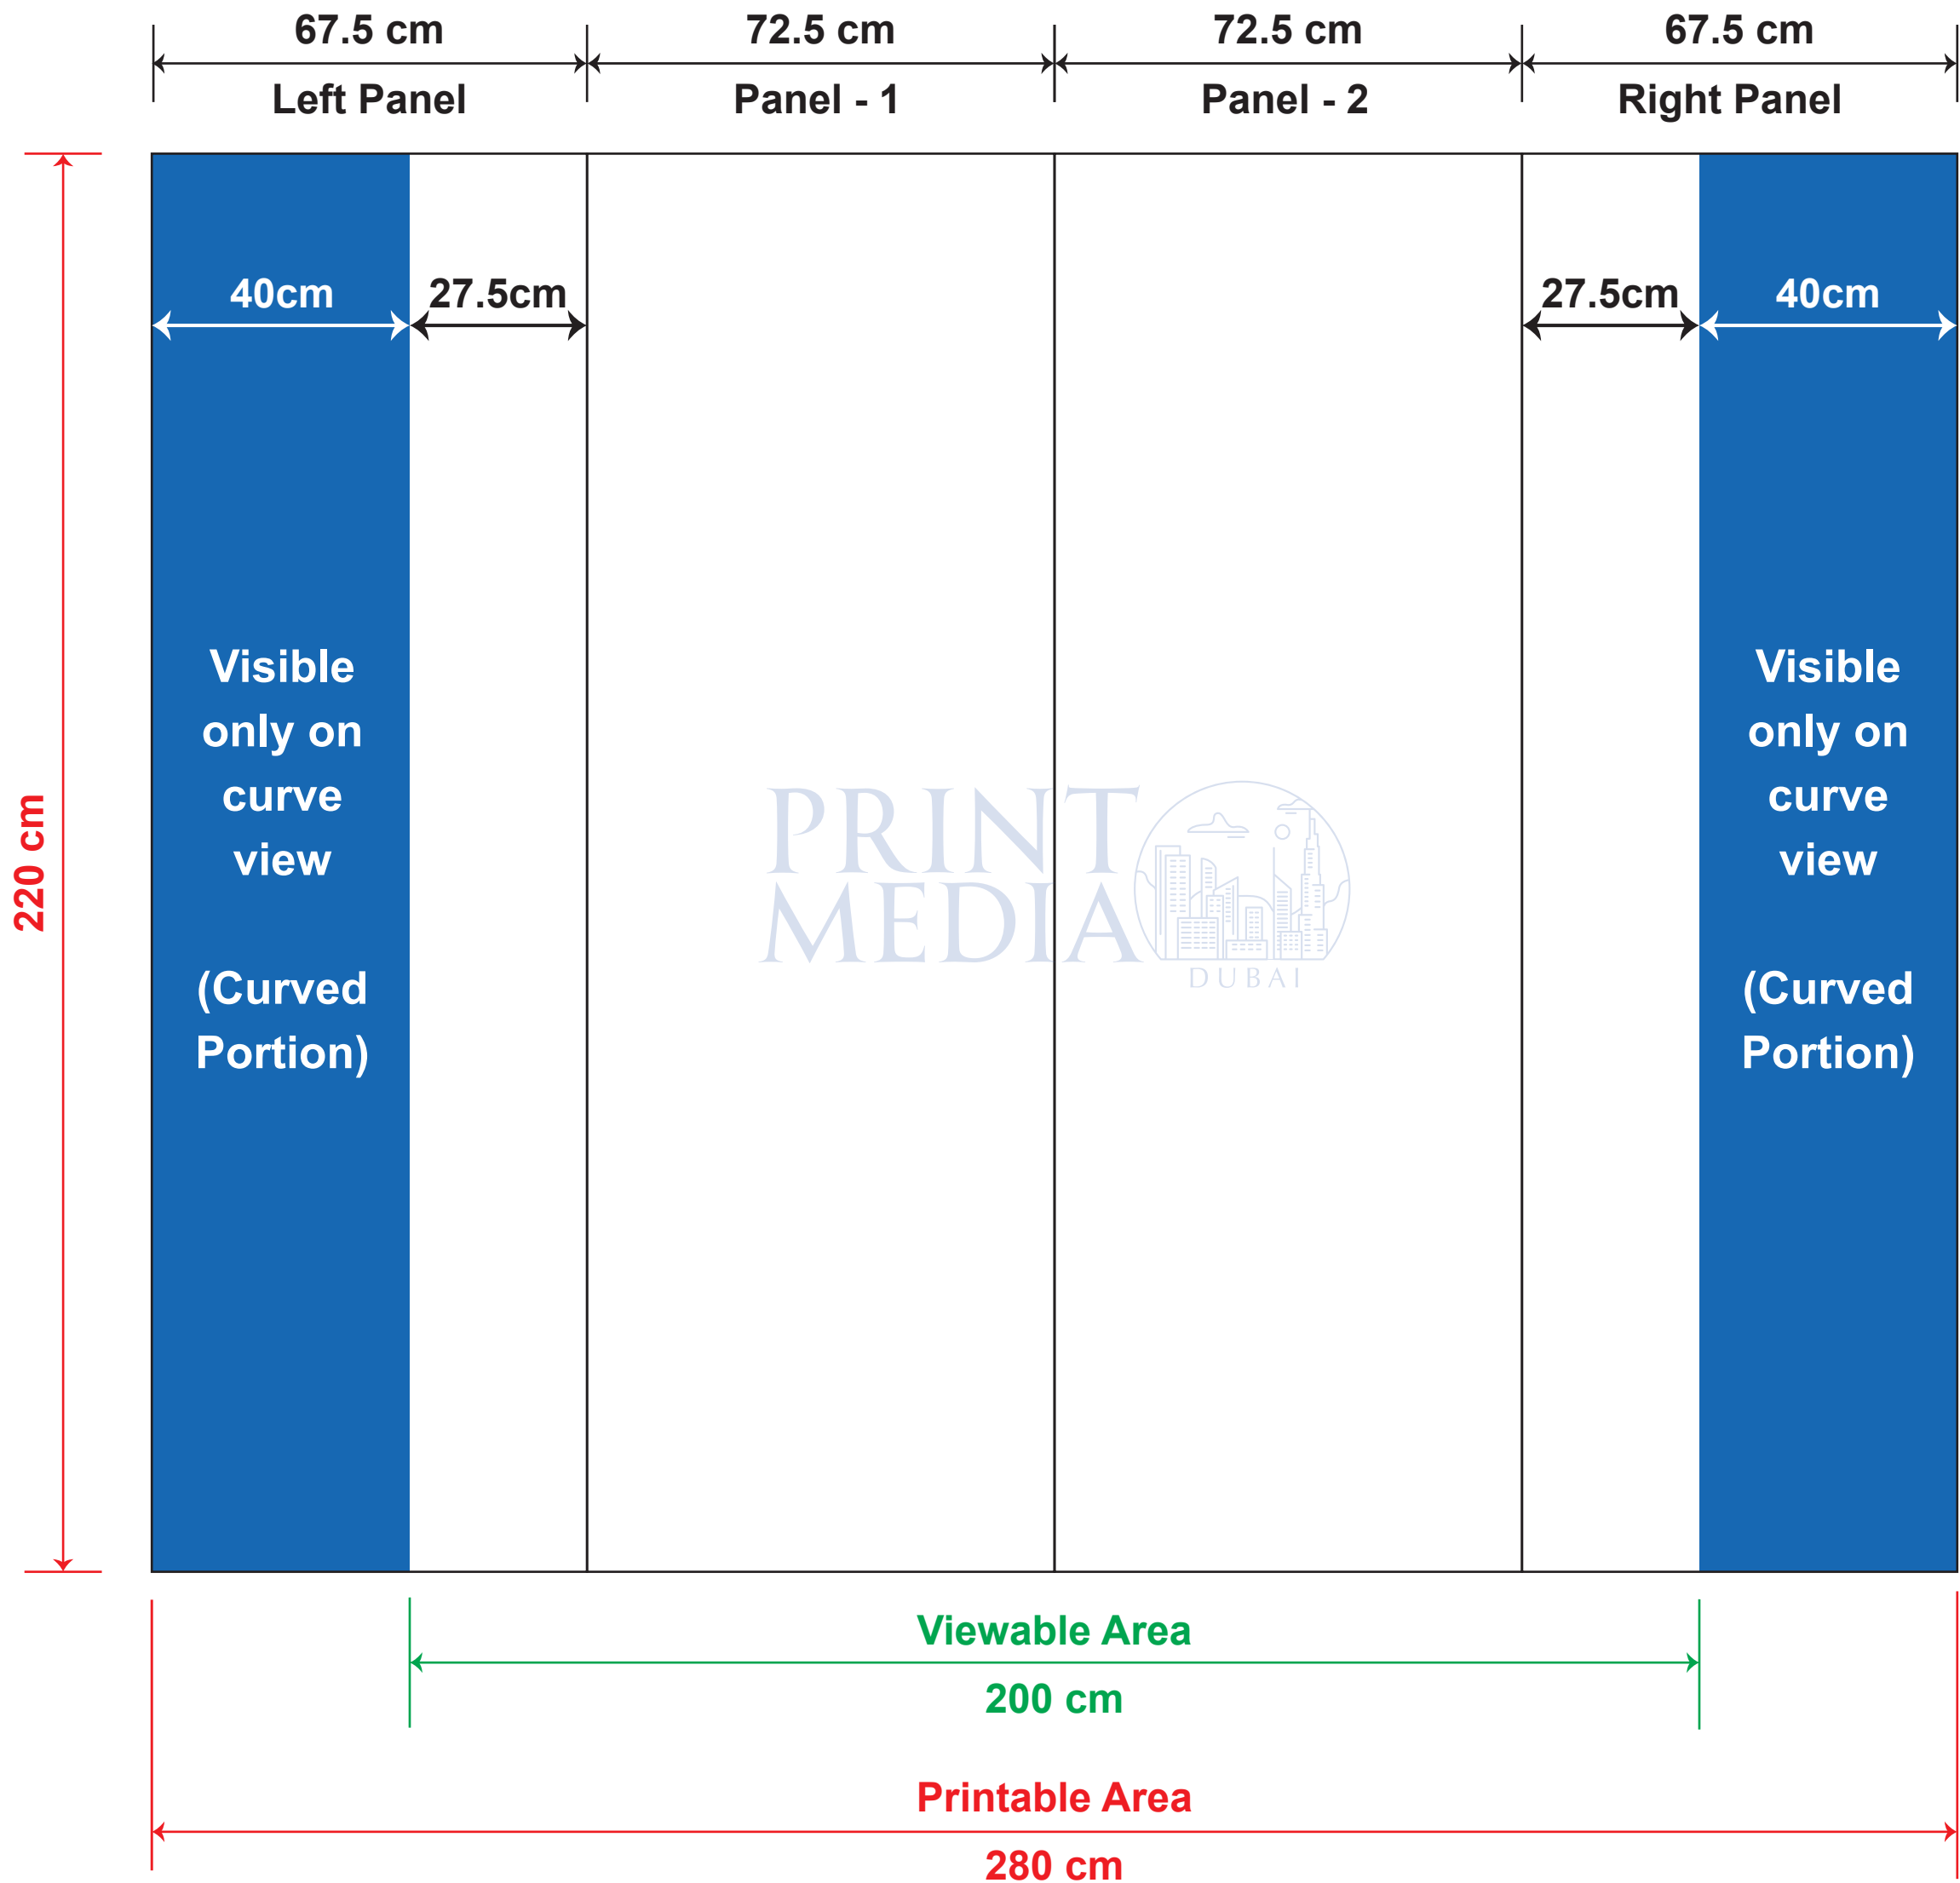 67.5 cm
72.5 cm
72.5 cm
67.5 cm
Left Panel
Panel - 1
Panel - 2
Right Panel
40cm
27.5cm
27.5cm
40cm
Visible
only on
curve
view
(Curved
Portion)
220 cm
PRINT
MEDIA
DUBAI
Visible
only on
curve
view
(Curved
Portion)
Viewable Area
200 cm
Printable Area
280 cm